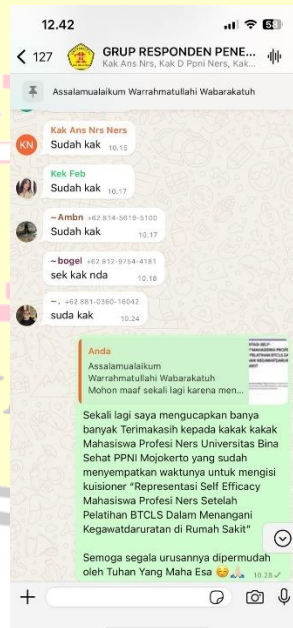 12.42
58
127
GRUP RESPONDEN PENE...
Kak Ans Nrs, Kak D Ppni Ners, Kak...
Assalamualaikum Warrahmatullahi Wabarakatuh
KN
Kak Ans Nrs Ners
Sudah kak 10.15
Kek Feb
Sudah kak 10.17
~Ambn +62 814-5618-5100
Sudah kak
10.17
~bogel +62 812-9754-4181
sek kak nda
10.18
~. +62 881-0360-16042
suda kak
10.24
Anda
Assalamualaikum
Warrahmatullahi Wabarakatuh
Mohon maaf sekali lagi karena men...
Sekali lagi saya mengucapkan banya
banyak Terimakasih kepada kakak kakak
Mahasiswa Profesi Ners Universitas Bina
Sehat PPNI Mojokerto yang sudah
menyempatkan waktunya untuk mengisi
kuisioner “Representasi Self Efficacy
Mahasiswa Profesi Ners Setelah
Pelatihan BTCLS Dalam Menangani
Kegawatdaruratan di Rumah Sakit”
Semoga segala urusannya dipermudah
oleh Tuhan Yang Maha Esa 😊🙏 10.28